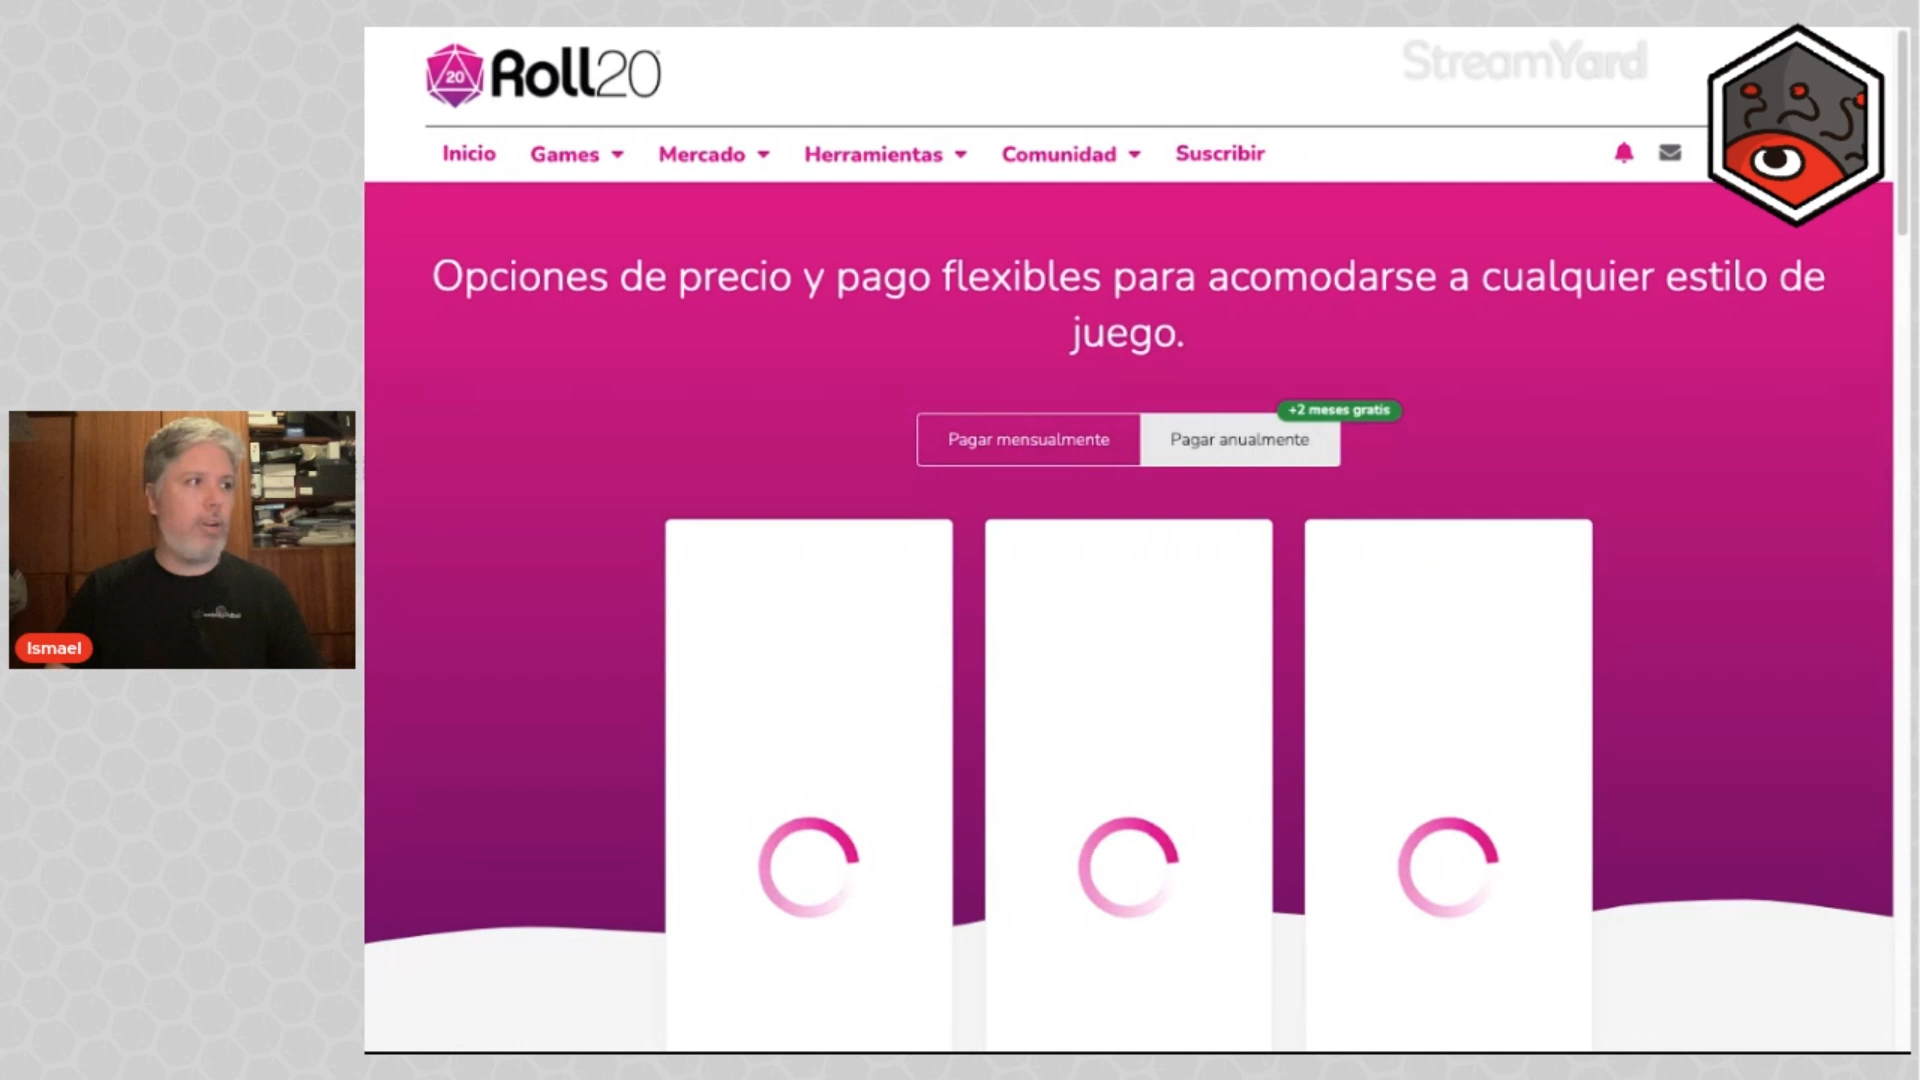 20 Roll20
StreamYard
Inicio Games Mercado Herramientas Comunidad Suscribir
Opciones de precio y pago flexibles para acomodarse a cualquier estilo de
juego.
+2 meses gratis
Pagar mensualmente Pagar anualmente
Ismael